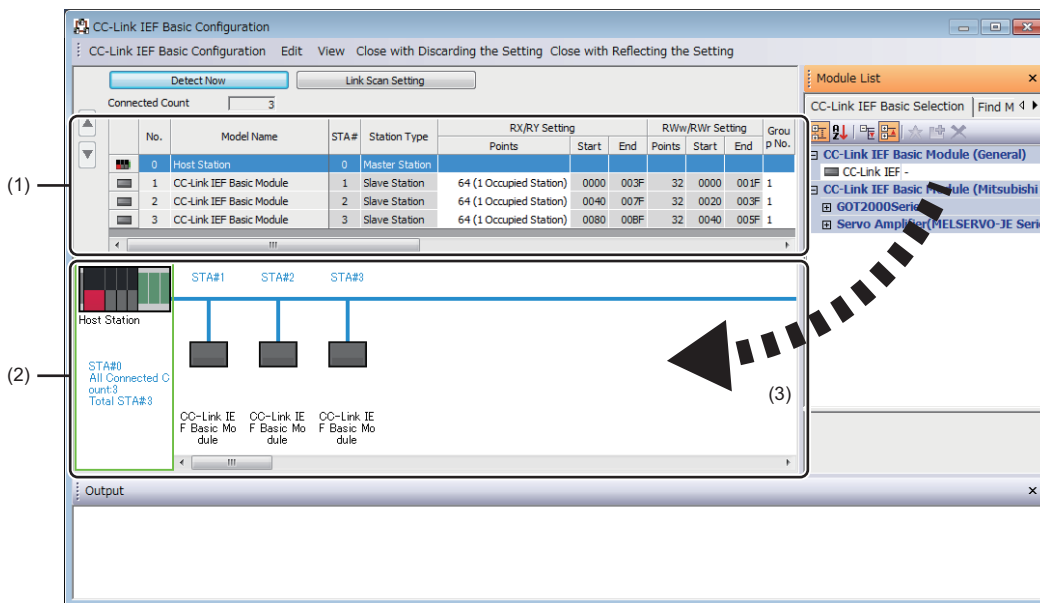 CC-Link IEF Basic Configuration
CC-Link IEF Basic Configuration Edit View Close with Discarding the Setting Close with Reflecting the Setting
Detect Now Link Scan Setting
Connected Count 3
No. Model Name STA# Station Type RX/RY Setting RWw/RWr Setting Grou
p No.
Points Start End Points Start End
0 Host Station 0 Master Station
1 CC-Link IEF Basic Module 1 Slave Station 64 (1 Occupied Station) 0000 003F 32 0000 001F 1
2 CC-Link IEF Basic Module 2 Slave Station 64 (1 Occupied Station) 0040 007F 32 0020 003F 1
3 CC-Link IEF Basic Module 3 Slave Station 64 (1 Occupied Station) 0080 00BF 32 0040 005F 1
(1)
STA#1 STA#2 STA#3
Host Station
STA#0
All Connected C
ount:3
Total STA#3
CC-Link IE
F Basic Mo
dule
CC-Link IE
F Basic Mo
dule
CC-Link IE
F Basic Mo
dule
(2)
(3)
Module List
CC-Link IEF Basic Selection Find M
CC-Link IEF Basic Module (General)
CC-Link IEF -
CC-Link IEF Basic Module (Mitsubishi
GOT2000Serie
Servo Amplifier(MELSERVO-JE Seri
Output